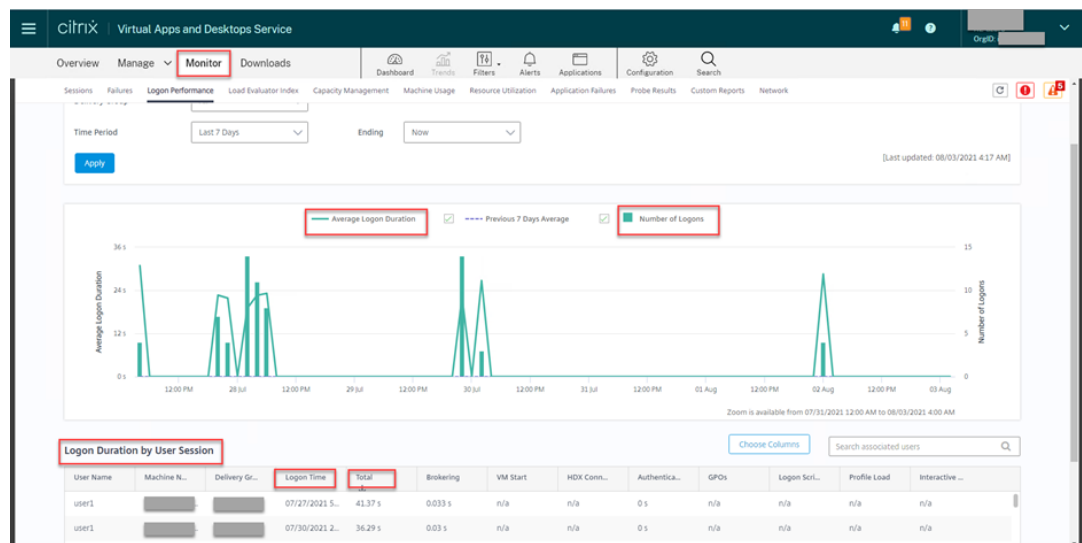 citrix | Virtual Apps and Desktops Service 11 ?
OrgID:
Overview Manage Monitor Downloads Dashboard Trends Filters Alerts Applications Configuration Search
Sessions Failures Logon Performance Load Evaluator Index Capacity Management Machine Usage Resource Utilization Application Failures Probe Results Custom Reports Network 5
Time Period Last 7 Days Ending Now
Apply [Last updated: 08/03/2021 4:17 AM]
Average Logon Duration Previous 7 Days Average Number of Logons
36 s 15
24 s 10
12 s 5
0 s 0
Average Logon Duration
Number of Logons
12:00 PM 28 Jul 12:00 PM 29 Jul 12:00 PM 30 Jul 12:00 PM 31 Jul 12:00 PM 01 Aug 12:00 PM 02 Aug 12:00 PM 03 Aug
Zoom is available from 07/31/2021 12:00 AM to 08/03/2021 4:00 AM
Logon Duration by User Session Choose Columns Search associated users
User Name Machine N... Delivery Gr... Logon Time Total Brokering VM Start HDX Conn... Authentica... GPOs Logon Scri... Profile Load Interactive ...
user1 07/27/2021 5... 41.37 s 0.033 s n/a n/a 0 s n/a n/a n/a n/a
user1 07/30/2021 2... 36.29 s 0.03 s n/a n/a 0 s n/a n/a n/a n/a